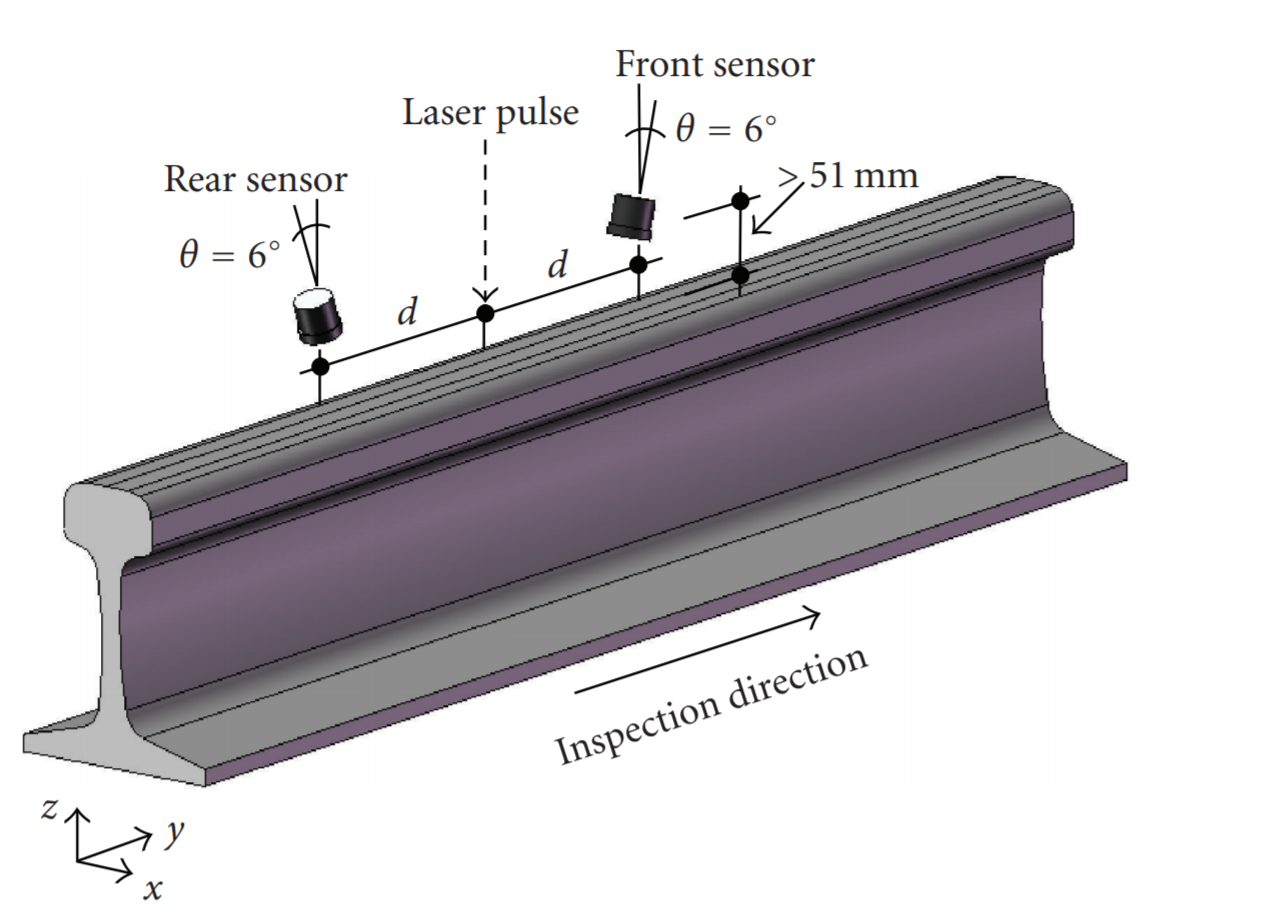 Front sensor
Laser pulse
θ = 6°
Rear sensor
> 51 mm
θ = 6°
d
d
Inspection direction
z
y
x